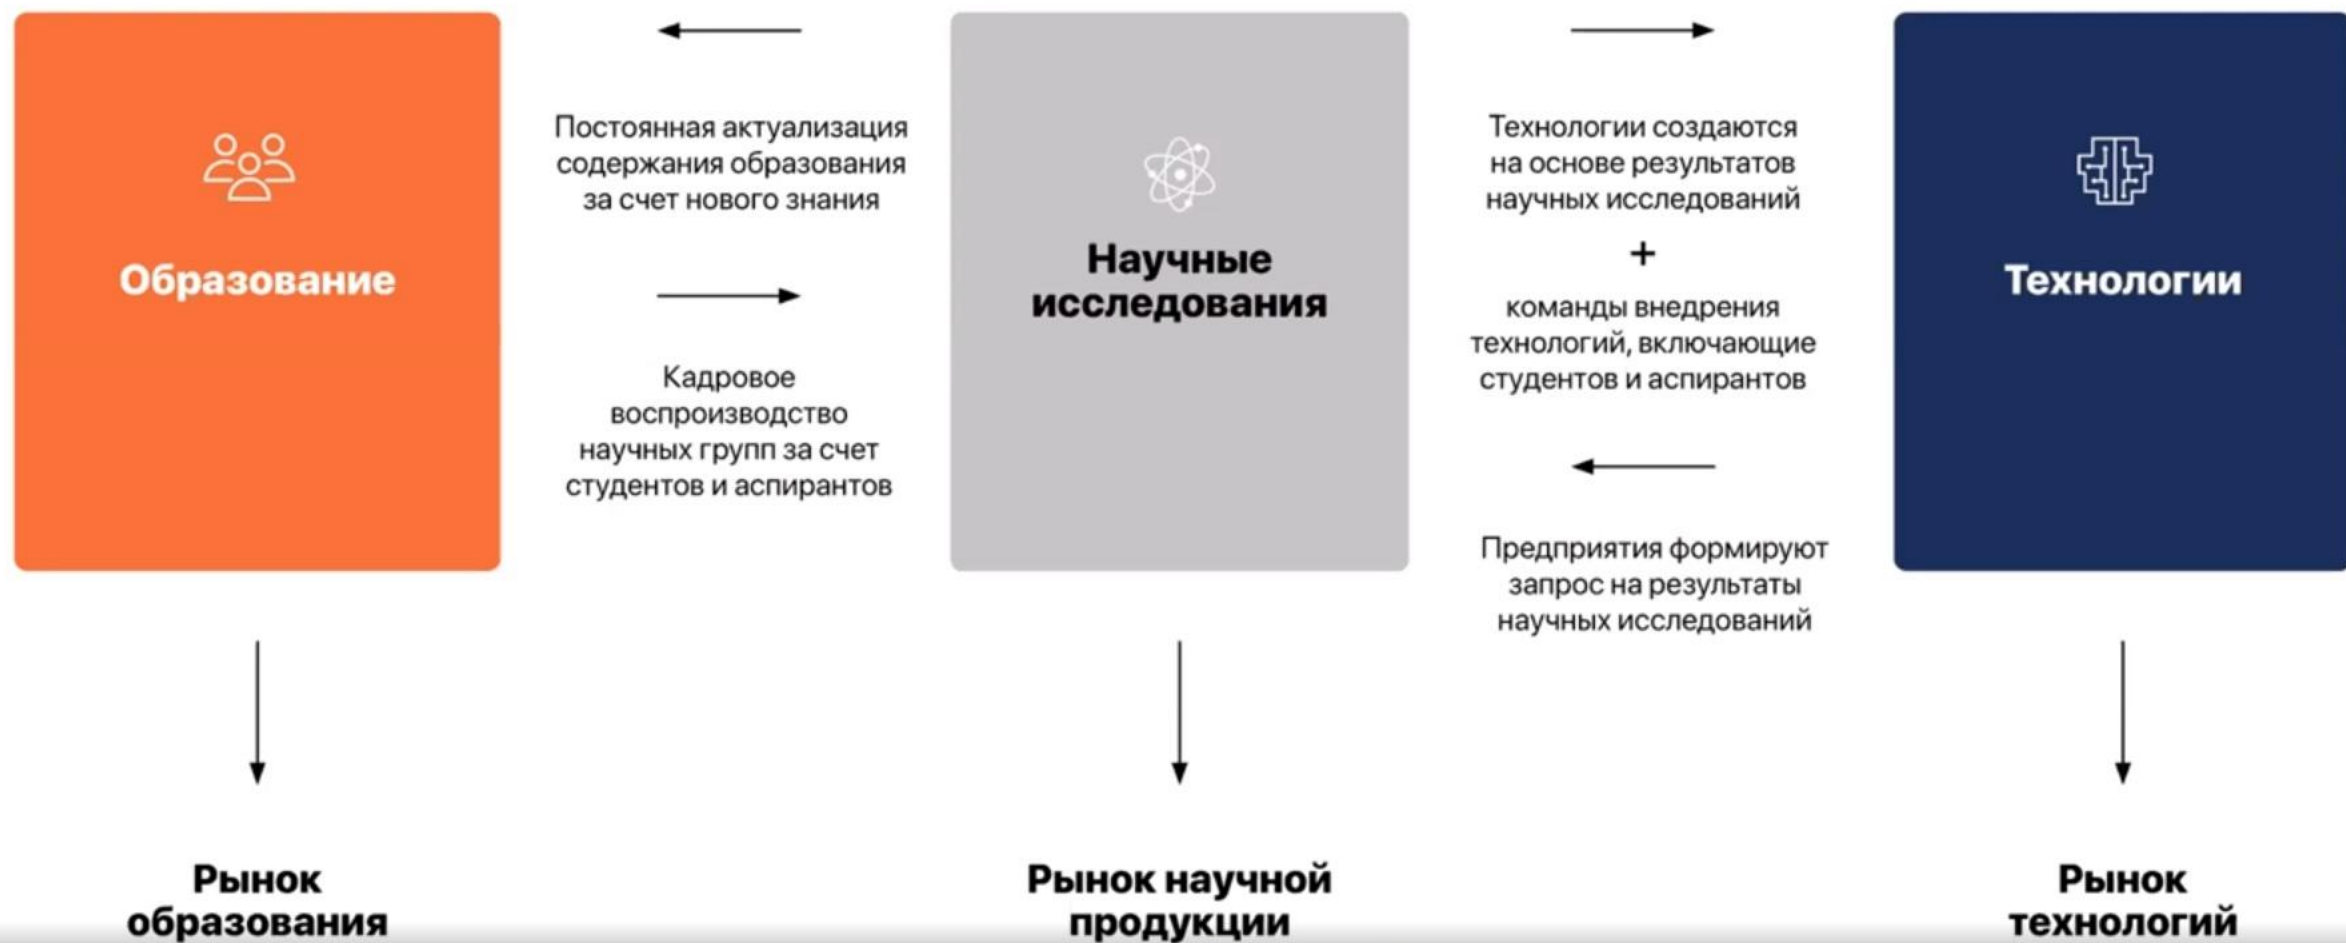 Образование
Постоянная актуализация
содержания образования
за счет нового знания
Кадровое
воспроизводство
научных групп за счет
студентов и аспирантов
Научные
исследования
Технологии создаются
на основе результатов
научных исследований
+
команды внедрения
технологий, включающие
студентов и аспирантов
Предприятия формируют
запрос на результаты
научных исследований
Технологии
Рынок
образования
Рынок научной
продукции
Рынок
технологий